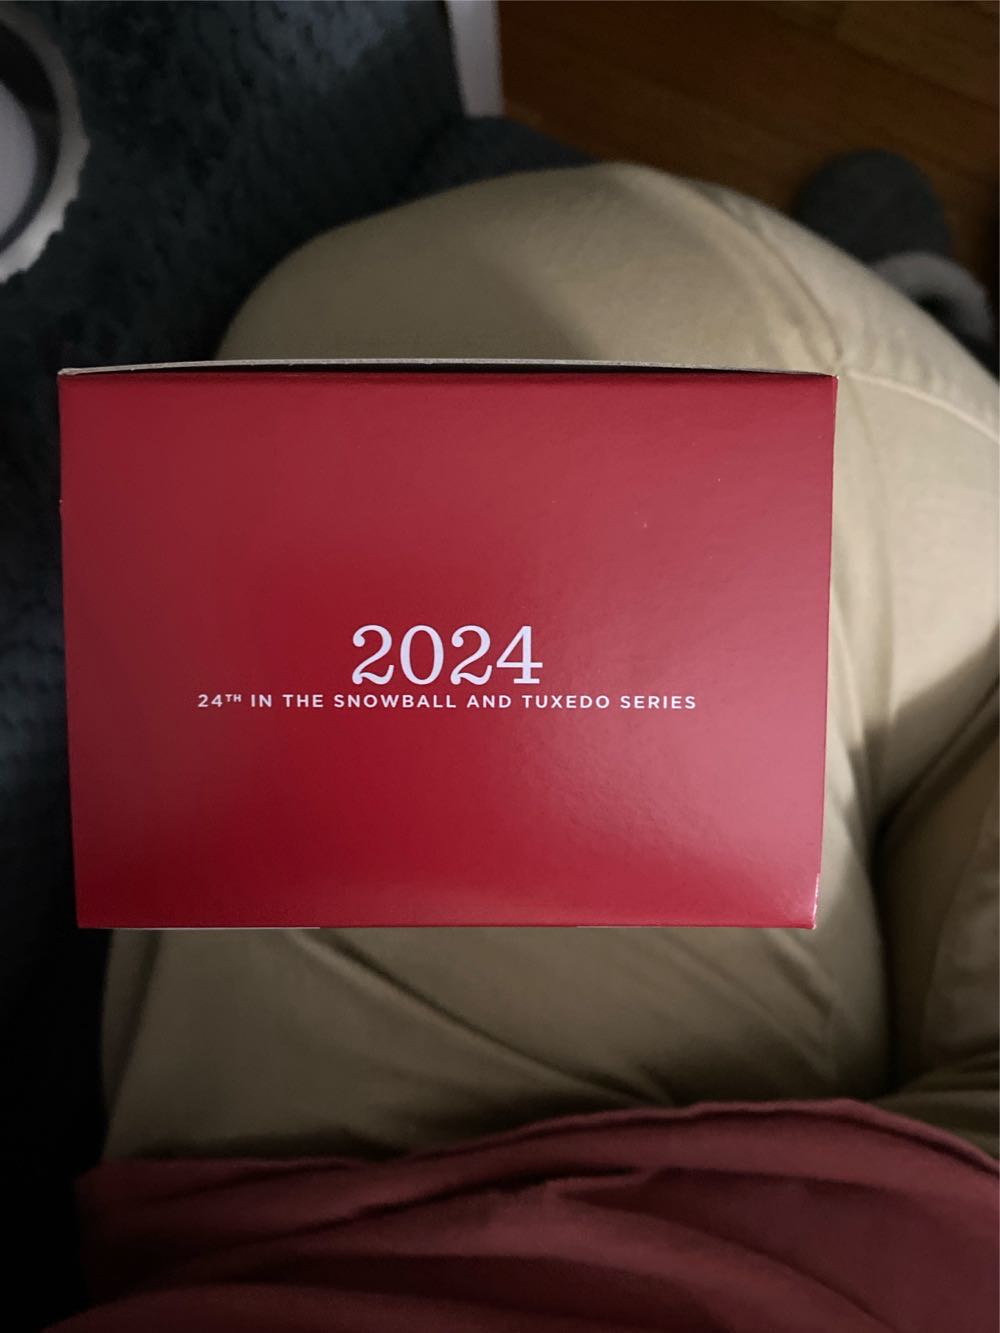 2024
24TH IN THE SNOWBALL AND TUXEDO SERIES